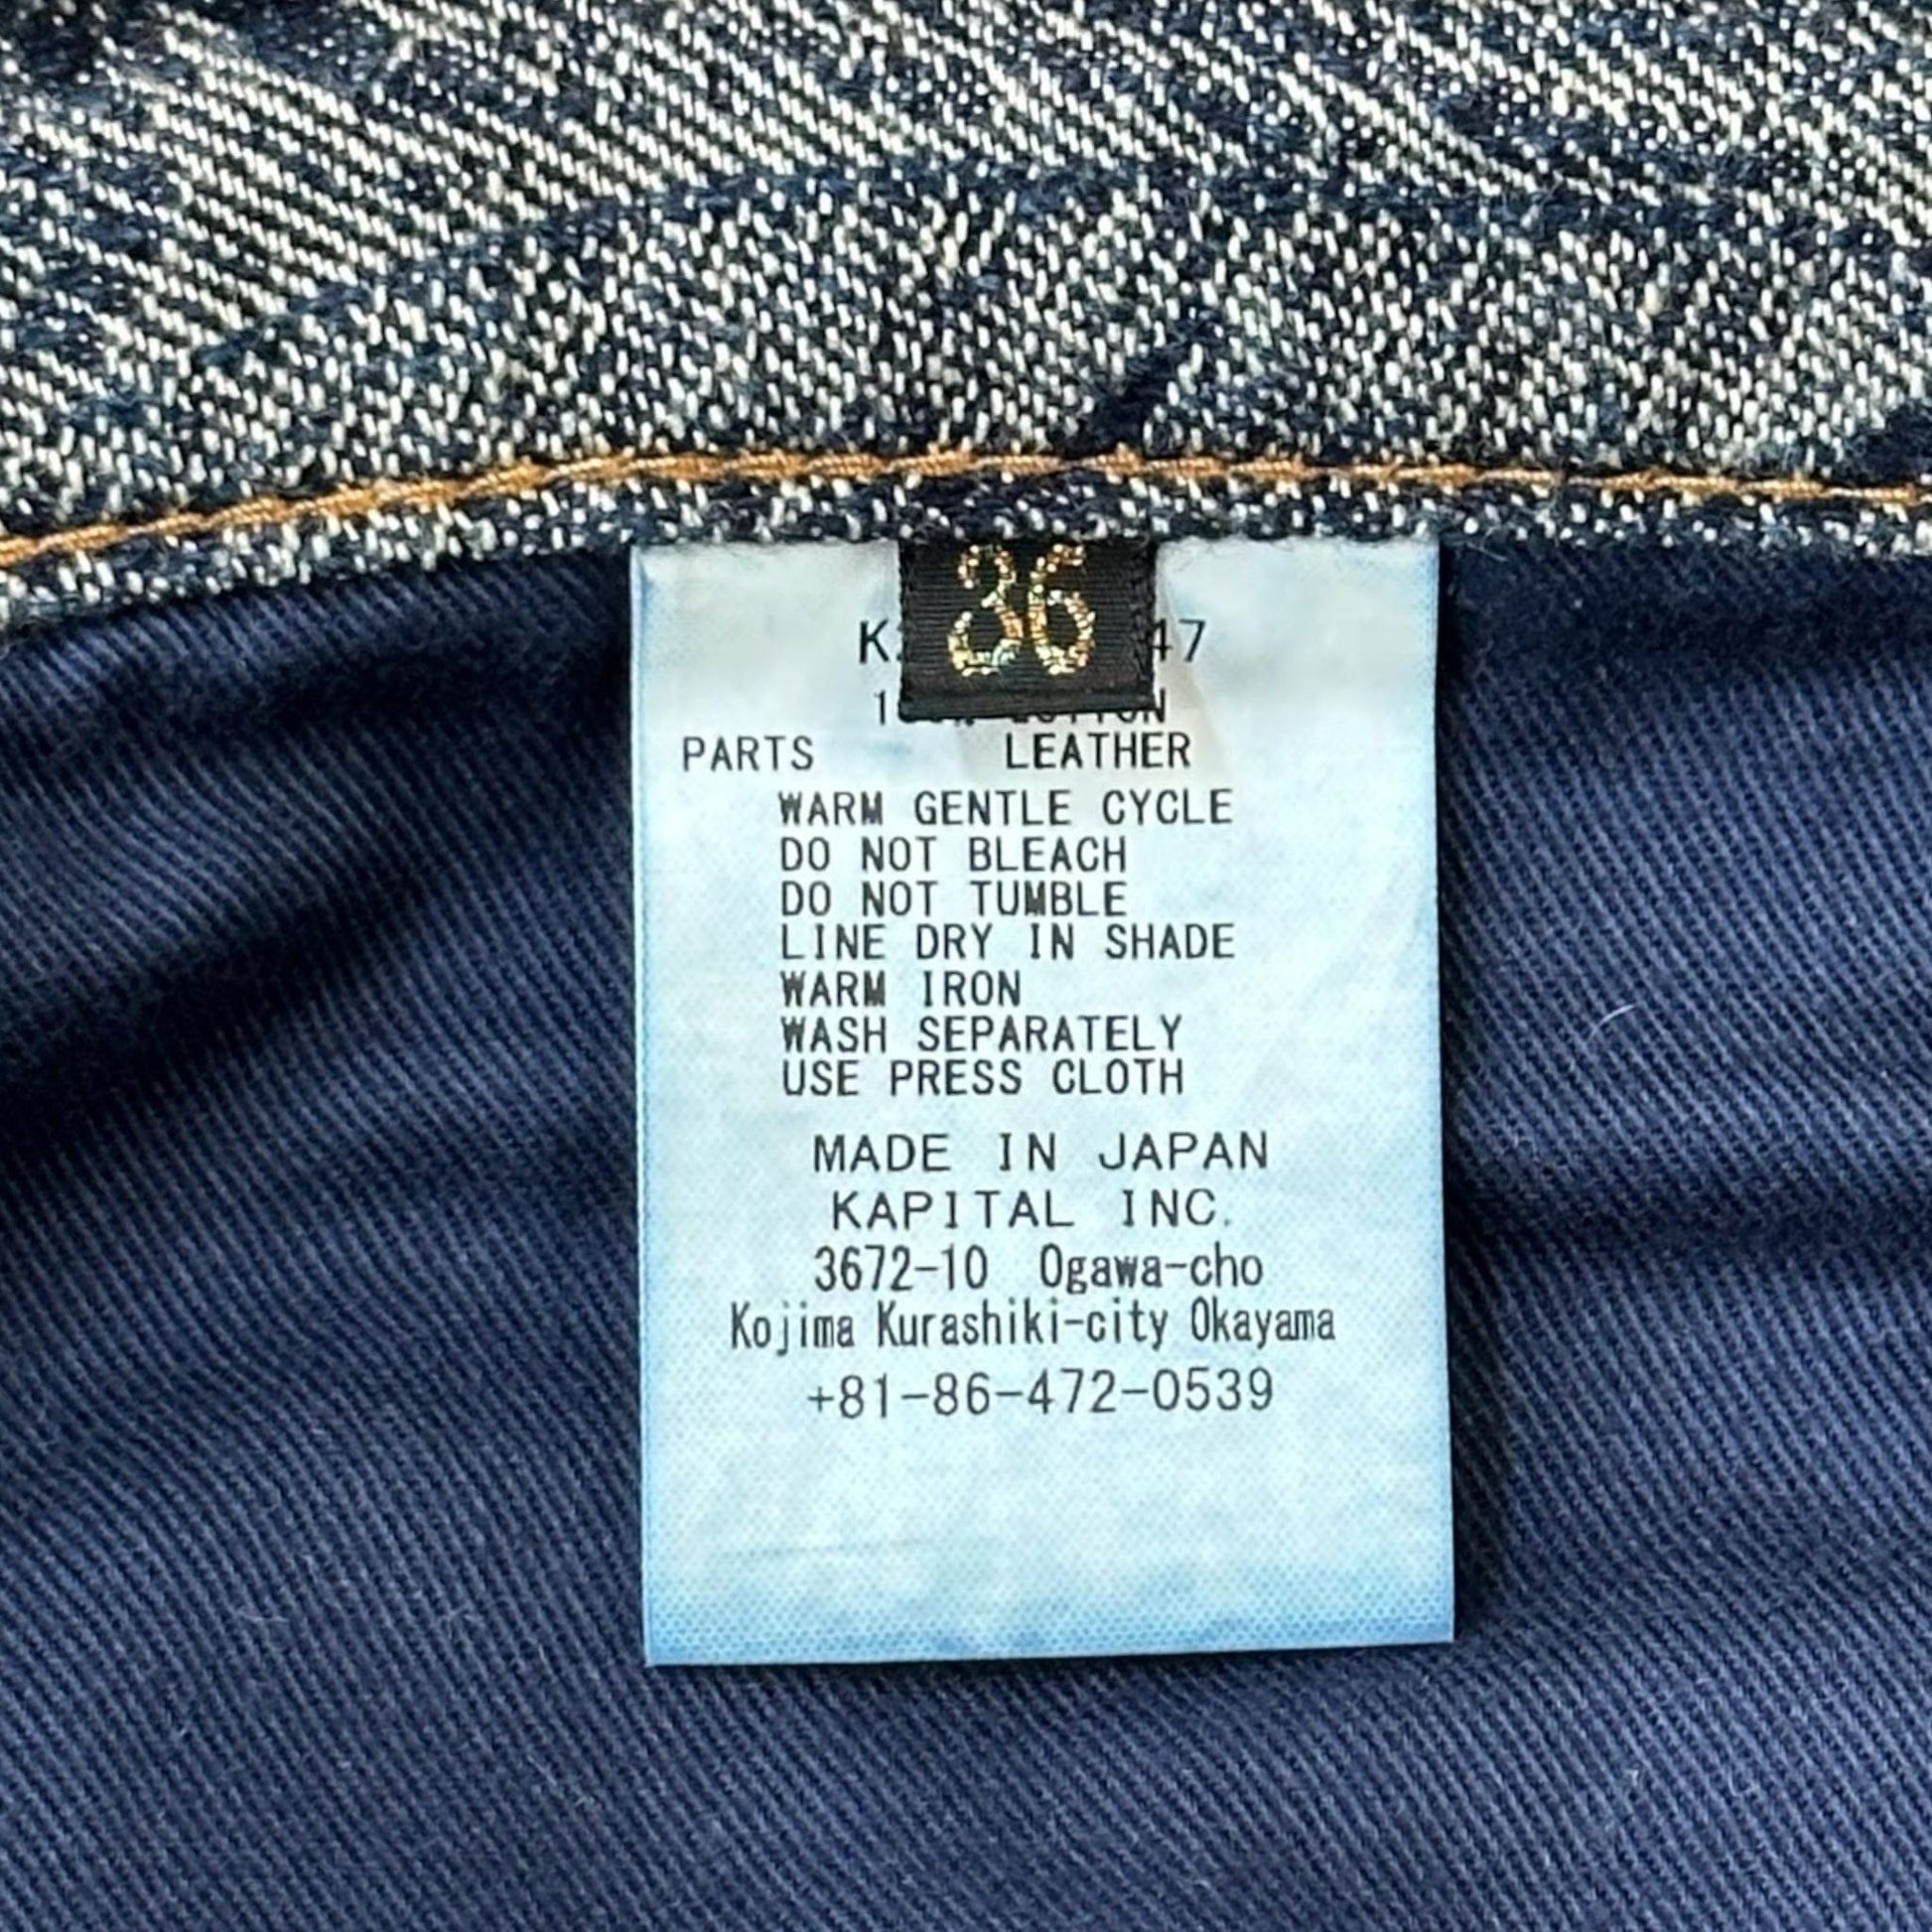 36
PARTS LEATHER
WARM GENTLE CYCLE
DO NOT BLEACH
DO NOT TUMBLE
LINE DRY IN SHADE
WARM IRON
WASH SEPARATELY
USE PRESS CLOTH
MADE IN JAPAN
KAPITAL INC.
3672-10 Ogawa-cho
Kojima Kurashiki-city Okayama
+81-86-472-0539